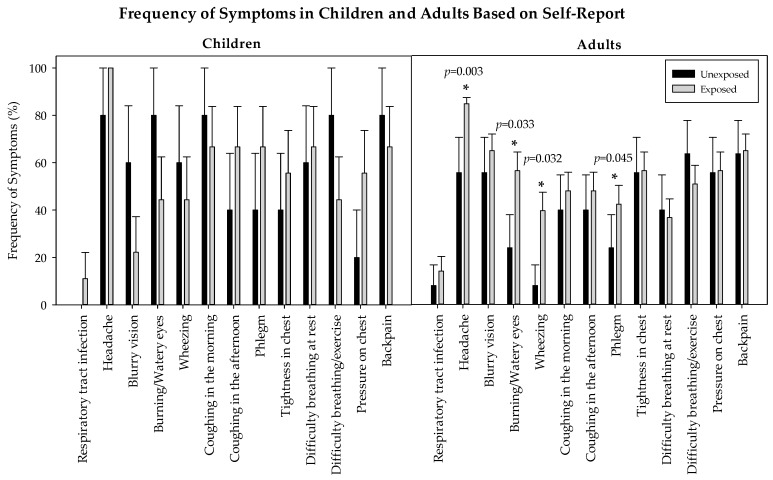 Frequency of Symptoms in Children and Adults Based on Self-Report
Children
Adults
Frequency of Symptoms (%)
100
80
60
40
20
0
p=0.003
*
p=0.033
*
p=0.032
*
p=0.045
*
Unexposed
Exposed
Respiratory tract infection
Headache
Blurry vision
Burning/Watery eyes
Wheezing
Coughing in the morning
Coughing in the afternoon
Phlegm
Tightness in chest
Difficulty breathing at rest
Difficulty breathing/exercise
Pressure on chest
Backpain
Respiratory tract infection
Headache
Blurry vision
Burning/Watery eyes
Wheezing
Coughing in the morning
Coughing in the afternoon
Phlegm
Tightness in chest
Difficulty breathing at rest
Difficulty breathing/exercise
Pressure on chest
Backpain